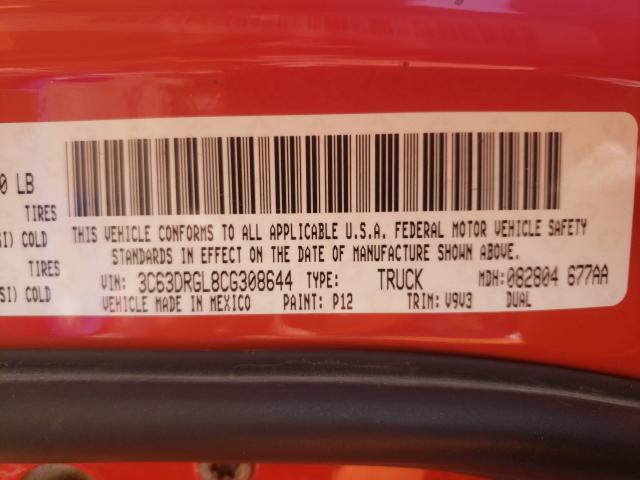 0 LB
TIRES
SI) COLD
TIRES
SI) COLD
THIS VEHICLE CONFORMS TO ALL APPLICABLE U.S.A. FEDERAL MOTOR VEHICLE SAFETY
STANDARDS IN EFFECT ON THE DATE OF MANUFACTURE SHOWN ABOVE.
VIN: 3C63DRGL8CG308644 TYPE: TRUCK MDH: 082804 677AA
VEHICLE MADE IN MEXICO PAINT: P12 TRIM: V9V3 DUAL